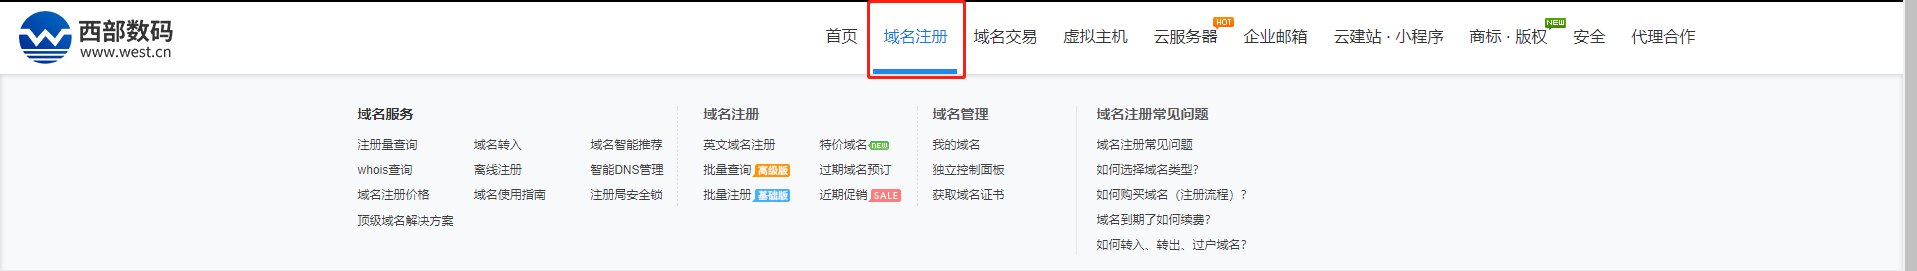 西部数码
www.west.cn
首页 域名注册 域名交易 虚拟主机 云服务器 HOT 企业邮箱 云建站 · 小程序 商标 · 版权 NEW 安全 代理合作
域名服务
注册量查询 域名转入 域名智能推荐
whois查询 离线注册 智能DNS管理
域名注册价格 域名使用指南 注册局安全锁
顶级域名解决方案
域名注册
英文域名注册 特价域名 NEW
批量查询 高级版 过期域名预订
批量注册 基础版 近期促销 SALE
域名管理
我的域名
独立控制面板
获取域名证书
域名注册常见问题
域名注册常见问题
如何选择域名类型?
如何购买域名（注册流程）?
域名到期了如何续费?
如何转入、转出、过户域名?